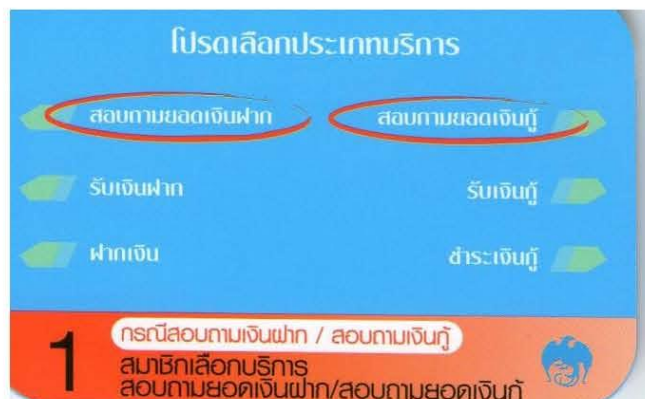 โปรดเลือกประเภทบริการ
สอบถามยอดเงินฝาก สอบถามยอดเงินกู้
รับเงินฝาก รับเงินกู้
ฝากเงิน ชำระเงินกู้
1
กรณีสอบถามเงินฝาก / สอบถามเงินกู้
สมาชิกเลือกบริการ
สอบถามยอดเงินฝาก/สอบถามยอดเงินกู้